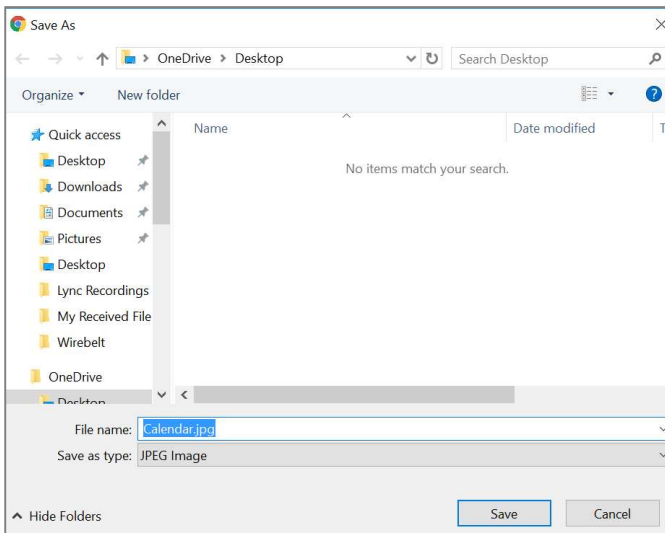 Save As
OneDrive > Desktop
Search Desktop
Organize
New folder
?
Name
Date modified
T
No items match your search.
Quick access
Desktop
Downloads
Documents
Pictures
Desktop
Lync Recordings
My Received File
Wirebelt
OneDrive
Desktop
File name: Calendar.jpg
Save as type: JPEG Image
Hide Folders
Save
Cancel